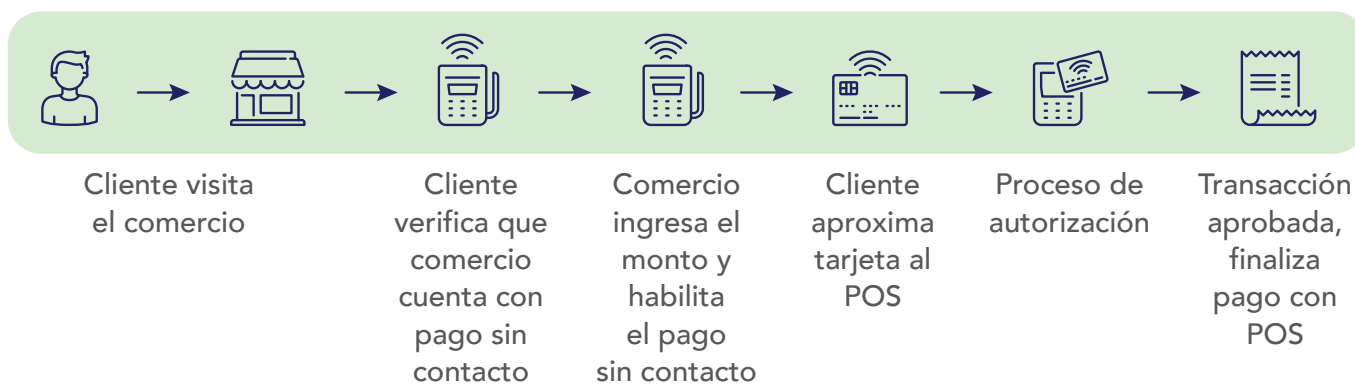 Cliente visita
el comercio
Cliente
verifica que
comercio
cuenta con
pago sin
contacto
Comercio
ingresa el
monto y
habilita
el pago
sin contacto
Cliente
aproxima
tarjeta al
POS
Proceso de
autorización
Transacción
aprobada,
finaliza
pago con
POS